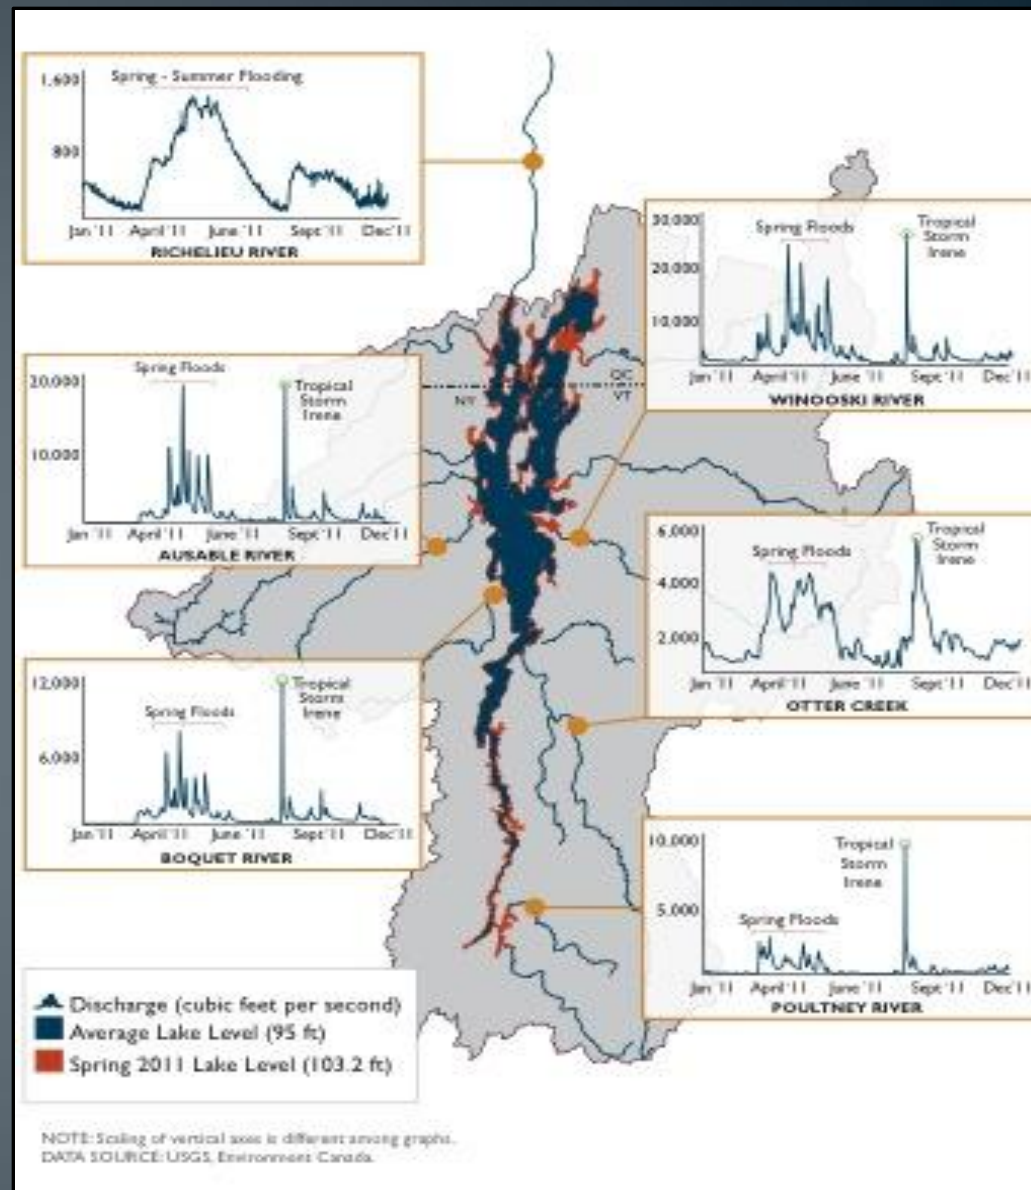 Spring - Summer Flooding
1,600
800
Jan '11 April '11 June '11 Sept '11 Dec '11
RICHELIEU RIVER
Spring Floods
Tropical
Storm
Irene
30,000
20,000
10,000
Jan '11 April '11 June '11 Sept '11 Dec '11
WINOOSKI RIVER
Spring Floods
Tropical
Storm
Irene
20,000
10,000
Jan '11 April '11 June '11 Sept '11 Dec '11
AUSABLE RIVER
NY
QC
VT
Spring Floods
Tropical
Storm
Irene
6,000
4,000
2,000
Jan '11 April '11 June '11 Sept '11 Dec '11
OTTER CREEK
Spring Floods
Tropical
Storm
Irene
12,000
6,000
Jan '11 April '11 June '11 Sept '11 Dec '11
BOQUET RIVER
Spring Floods
Tropical
Storm
Irene
10,000
5,000
Jan '11 April '11 June '11 Sept '11 Dec '11
POULTNEY RIVER
Discharge (cubic feet per second)
Average Lake Level (95 ft)
Spring 2011 Lake Level (103.2 ft)
NOTE: Scaling of vertical axes is different among graphs.
DATA SOURCE: USGS, Environment Canada.